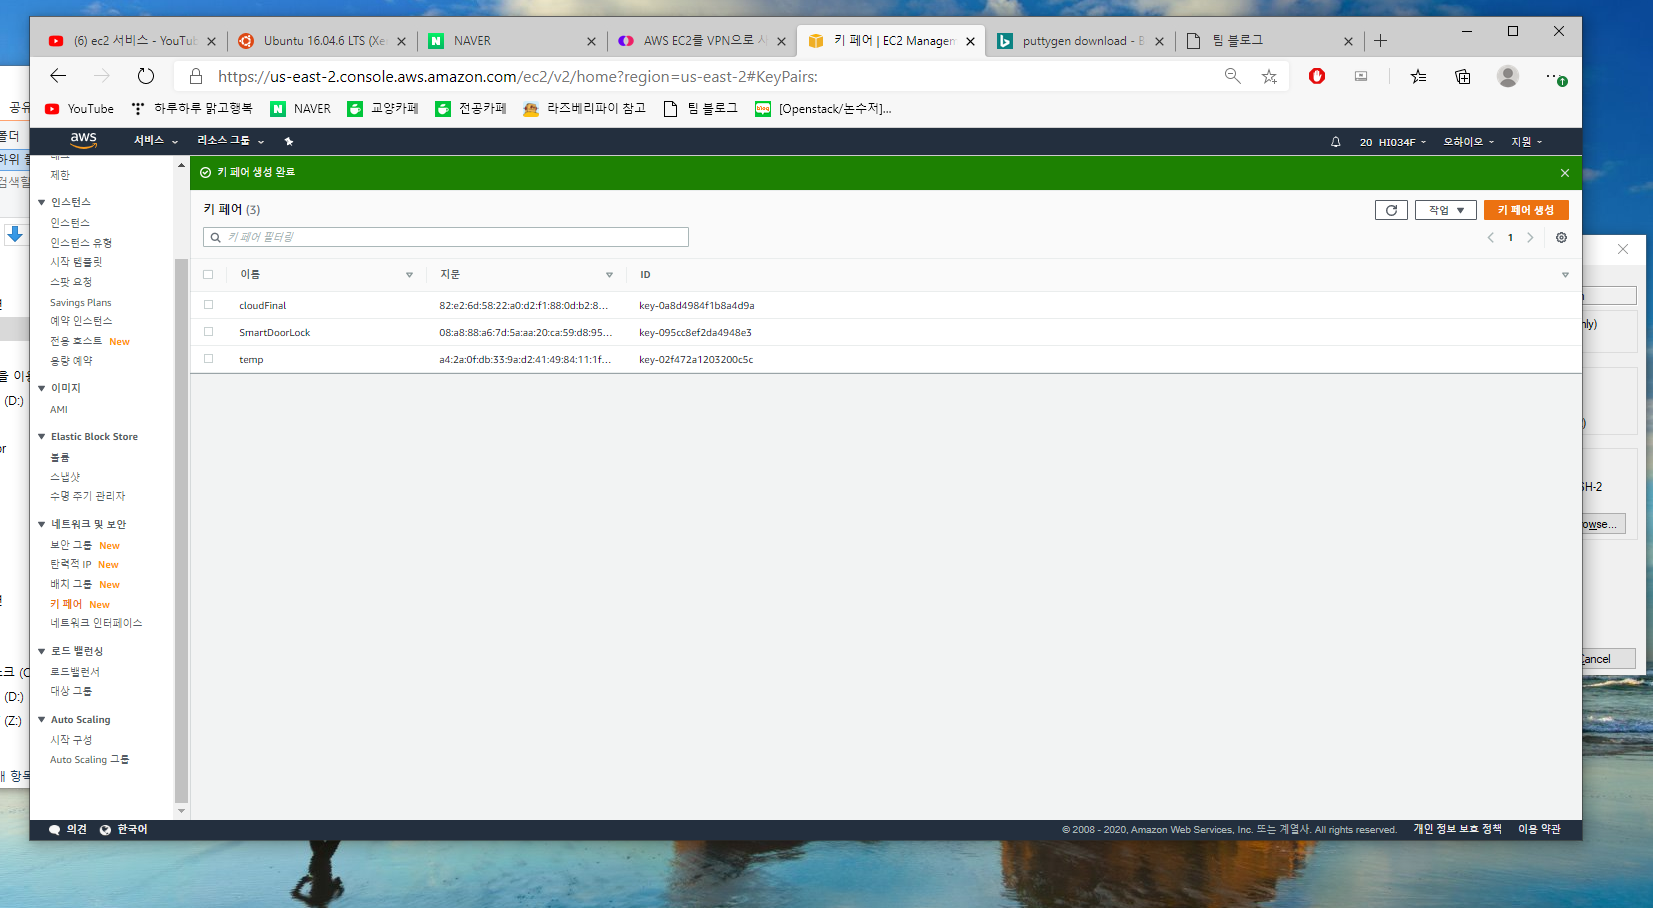 (6) ec2 서비스 - YouTub
Ubuntu 16.04.6 LTS (Xe
NAVER
AWS EC2를 VPN으로 사
키 페어 | EC2 Managem
puttygen download - B
팀 블로그
https://us-east-2.console.aws.amazon.com/ec2/v2/home?region=us-east-2#KeyPairs:
YouTube
하루하루 맑고행복
NAVER
교양카페
전공카페
라즈베리파이 참고
팀 블로그
[Openstack/논수저]...
aws
서비스
리소스 그룹
20 HI034F
오하이오
지원
제한
인스턴스
인스턴스
인스턴스 유형
시작 템플릿
스팟 요청
Savings Plans
예약 인스턴스
전용 호스트 New
용량 예약
이미지
AMI
Elastic Block Store
볼륨
스냅샷
수명 주기 관리자
네트워크 및 보안
보안 그룹 New
탄력적 IP New
배치 그룹 New
키 페어 New
네트워크 인터페이스
로드 밸런싱
로드밸런서
대상 그룹
Auto Scaling
시작 구성
Auto Scaling 그룹
키 페어 생성 완료
키 페어 (3)
작업
키 페어 생성
키 페어 필터링
1
이름 지문 ID
cloudFinal 82:e2:6d:58:22:a0:d2:f1:88:0d:b2:8... key-0a8d4984f1b8a4d9a
SmartDoorLock 08:a8:88:a6:7d:5a:aa:20:ca:59:d8:95... key-095cc8ef2da4948e3
temp a4:2a:0f:db:33:9a:d2:41:49:84:11:1f... key-02f472a1203200c5c
의견
한국어
© 2008 - 2020, Amazon Web Services, Inc. 또는 계열사. All rights reserved.
개인 정보 보호 정책
이용 약관
공유
폴더
(D:)
or
(D:)
(Z:)
nly)
SH-2
owse...
Cancel